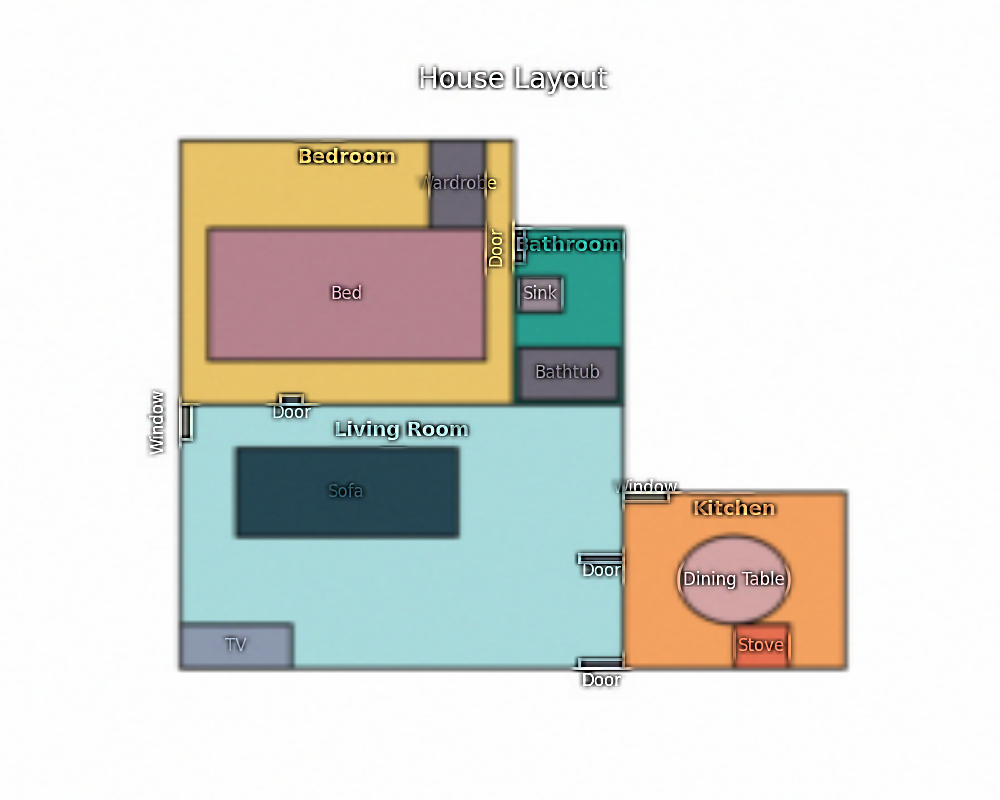 House Layout
Bedroom
Wardrobe
Door
Bathroom
Bed
Sink
Bathtub
Window
Door
Living Room
Sofa
Window
Kitchen
Door
Dining Table
TV
Stove
Door